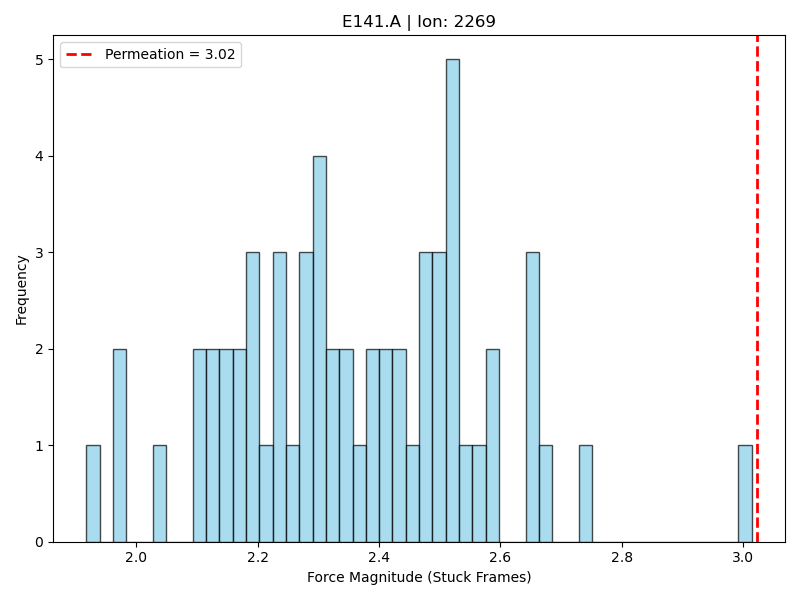 E141.A | Ion: 2269
Permeation = 3.02
5
4
3
2
1
0
Frequency
2.0 2.2 2.4 2.6 2.8 3.0
Force Magnitude (Stuck Frames)